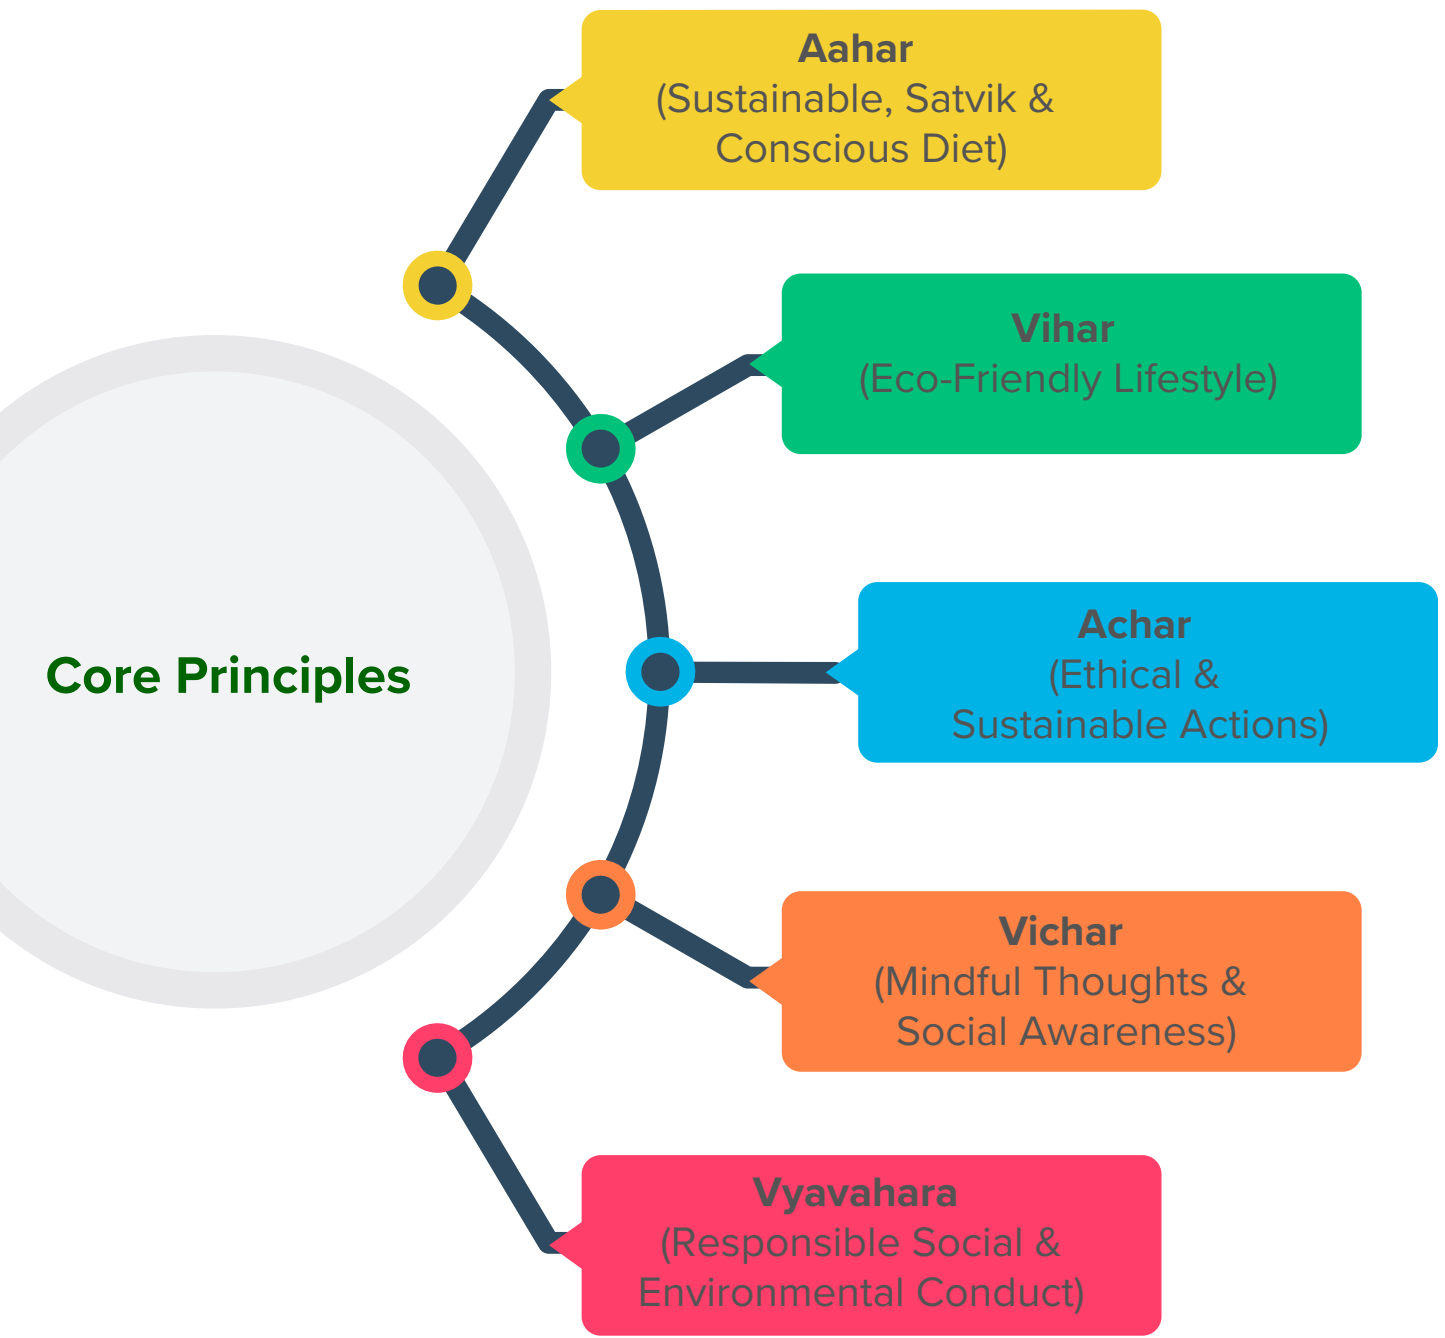 Aahar
(Sustainable, Satvik &
Conscious Diet)
Vihar
(Eco-Friendly Lifestyle)
Core Principles
Achar
(Ethical &
Sustainable Actions)
Vichar
(Mindful Thoughts &
Social Awareness)
Vyavahara
(Responsible Social &
Environmental Conduct)